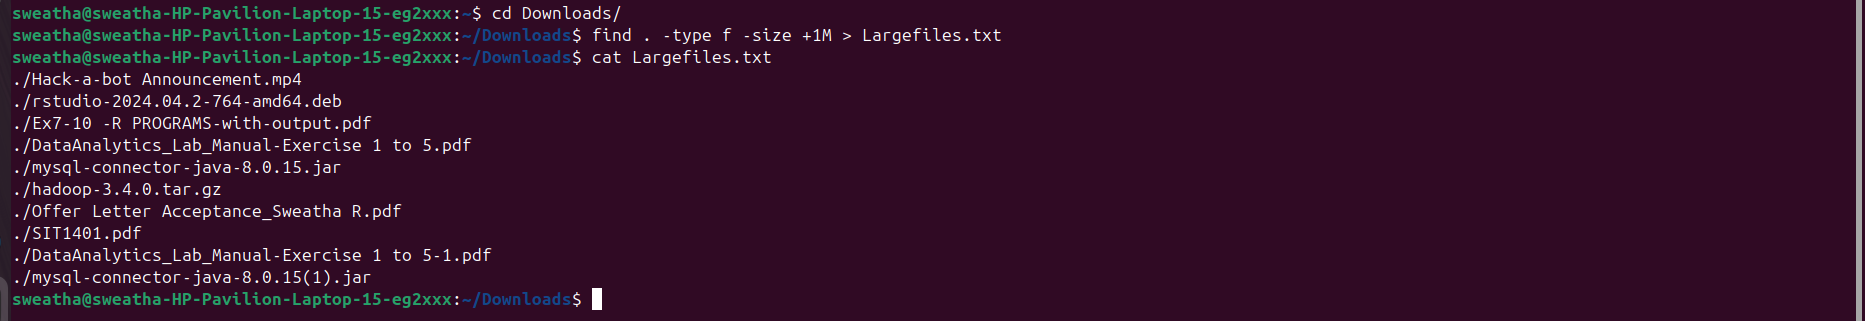 sweatha@sweatha-HP-Pavilion-Laptop-15-eg2xxx:~$ cd Downloads/
sweatha@sweatha-HP-Pavilion-Laptop-15-eg2xxx:~/Downloads$ find . -type f -size +1M > Largefiles.txt
sweatha@sweatha-HP-Pavilion-Laptop-15-eg2xxx:~/Downloads$ cat Largefiles.txt
./Hack-a-bot Announcement.mp4
./rstudio-2024.04.2-764-amd64.deb
./Ex7-10 -R PROGRAMS-with-output.pdf
./DataAnalytics_Lab_Manual-Exercise 1 to 5.pdf
./mysql-connector-java-8.0.15.jar
./hadoop-3.4.0.tar.gz
./Offer Letter Acceptance_Sweatha R.pdf
./SIT1401.pdf
./DataAnalytics_Lab_Manual-Exercise 1 to 5-1.pdf
./mysql-connector-java-8.0.15(1).jar
sweatha@sweatha-HP-Pavilion-Laptop-15-eg2xxx:~/Downloads$